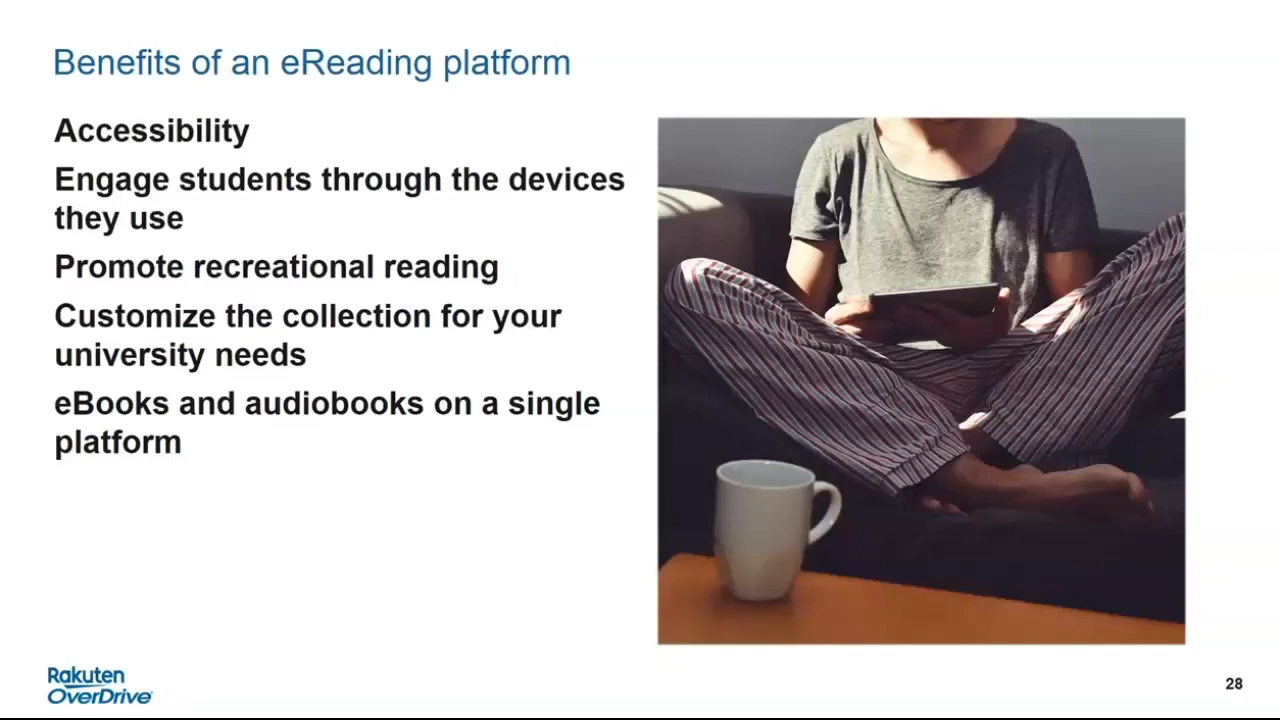 Benefits of an eReading platform
Accessibility
Engage students through the devices
they use
Promote recreational reading
Customize the collection for your
university needs
eBooks and audiobooks on a single
platform
Rakuten
OverDrive
28